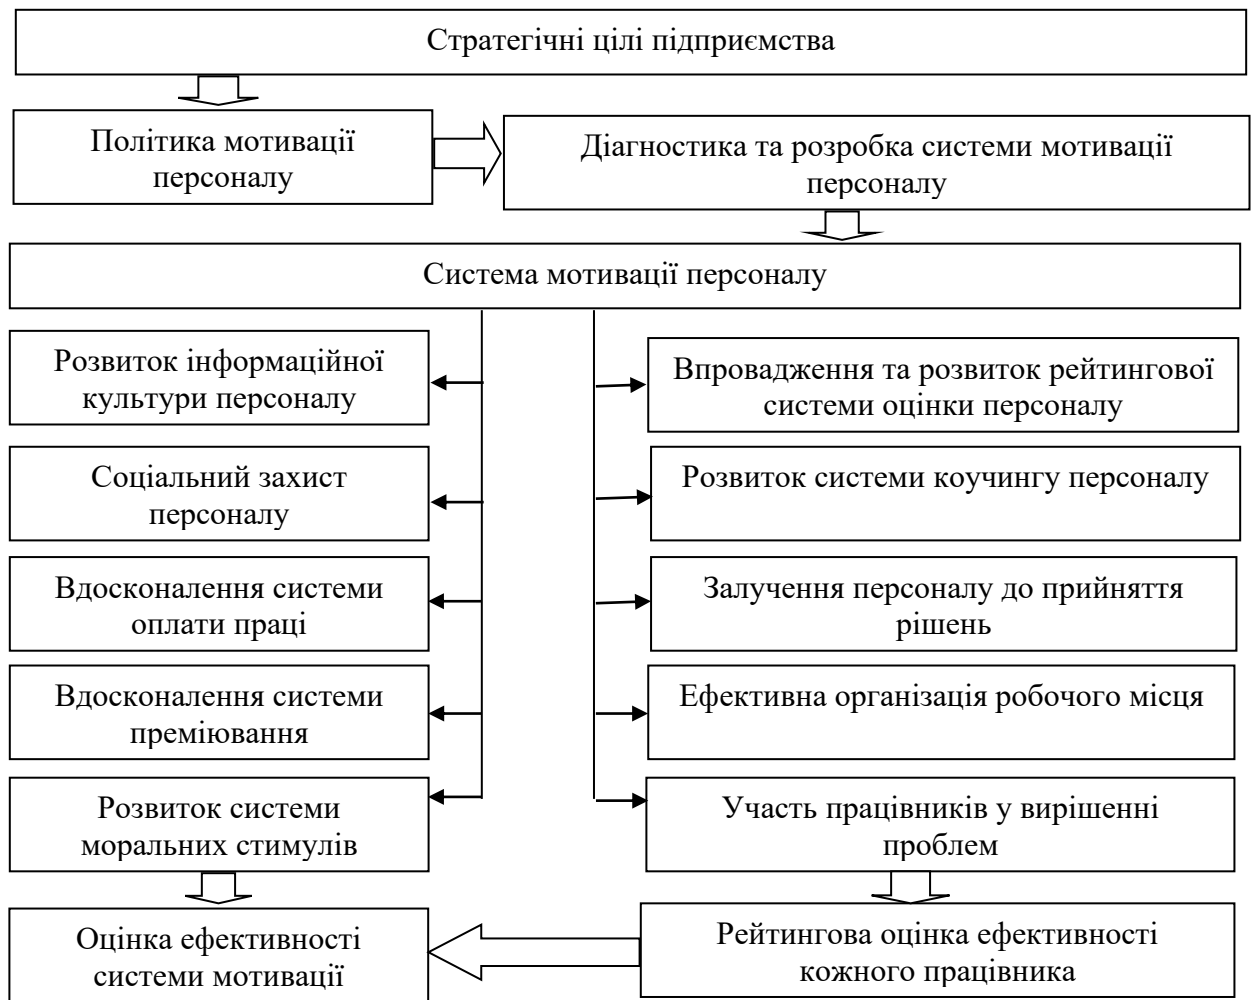 Стратегічні цілі підприємства
Політика мотивації
персоналу
Діагностика та розробка системи мотивації
персоналу
Система мотивації персоналу
Розвиток інформаційної
культури персоналу
Впровадження та розвиток рейтингової
системи оцінки персоналу
Соціальний захист
персоналу
Розвиток системи коучингу персоналу
Вдосконалення системи
оплати праці
Залучення персоналу до прийняття
рішень
Вдосконалення системи
преміювання
Ефективна організація робочого місця
Розвиток системи
моральних стимулів
Участь працівників у вирішенні
проблем
Оцінка ефективності
системи мотивації
Рейтингова оцінка ефективності
кожного працівника